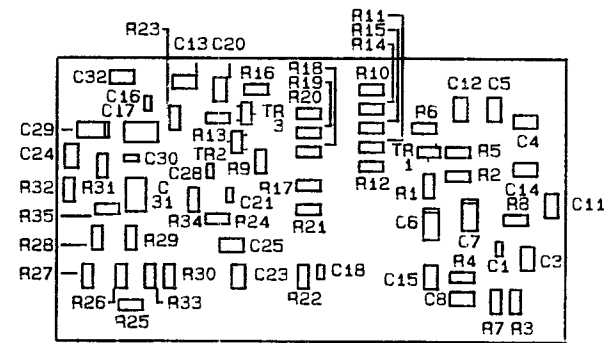 R11
R15
R14
R23
C13 C20
R18
R19
R20
R16
R10
C32
C16
C17
C12 C5
R6
C4
C29
R13
TR
3
C24
C30
TR2
C28
R9
TR
1
R5
R12
R2
R32
R31
C
31
R17
R1
C14
R8
C11
R35
R34
C21
R24
R21
C6
C7
R28
R29
C25
C1
C3
R27
R30
C23
R22
C18
C15
R4
C8
R26
R33
R25
R7 R3